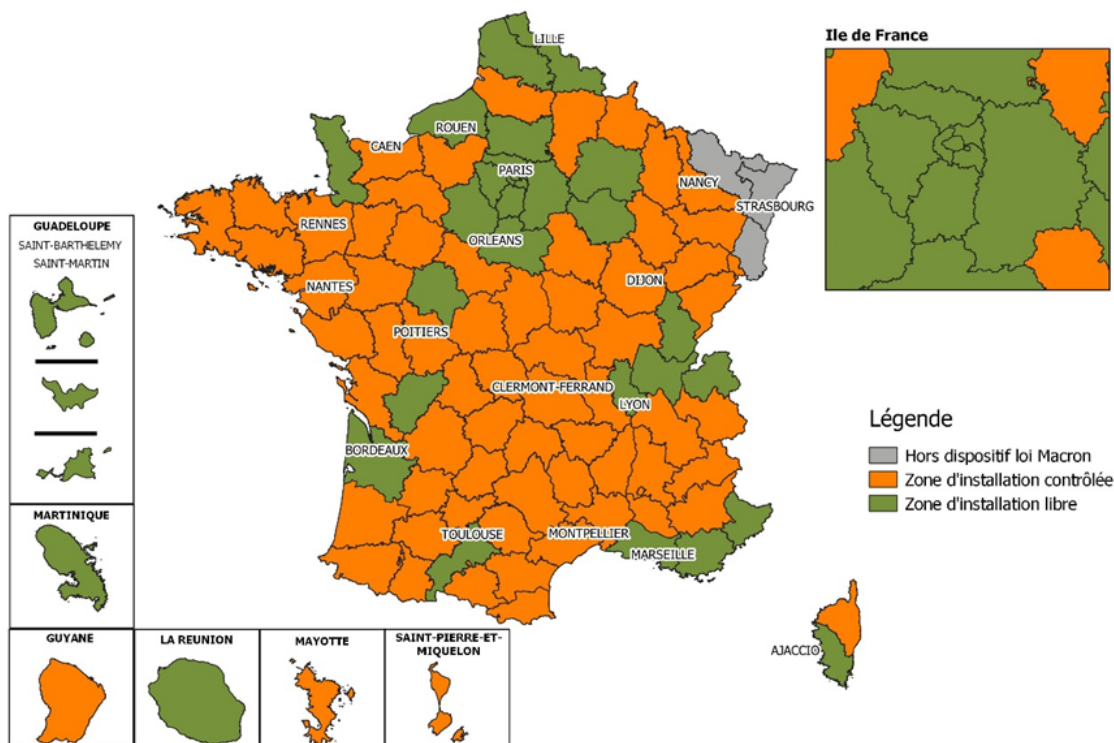 LILLE
Ile de France
ROUEN
CAEN
PARIS
NANCY
STRASBOURG
RENNES
ORLEANS
GUADELOUPE
SAINT-BARTHELEMY
SAINT-MARTIN
NANTES
DIJON
POITIERS
CLERMONT-FERRAND
LYON
Légende
Hors dispositif loi Macron
Zone d'installation contrôlée
Zone d'installation libre
BORDEAUX
MARTINIQUE
TOULOUSE
MONTPELLIER
MARSEILLE
AJACCIO
GUYANE
LA REUNION
MAYOTTE
SAINT-PIERRE-ET-
MIQUELON